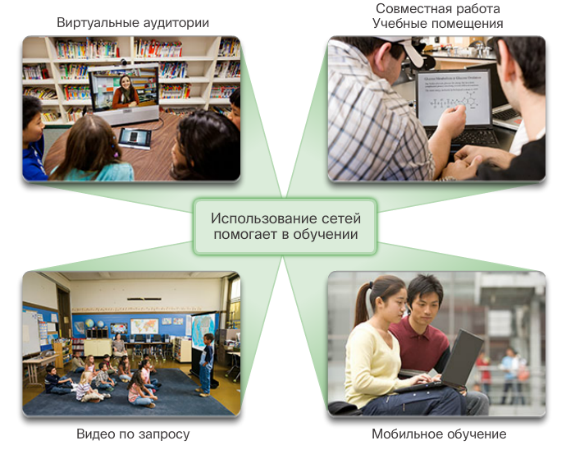 Виртуальные аудитории
Совместная работа
Учебные помещения
Использование сетей
помогает в обучении
Видео по запросу
Мобильное обучение